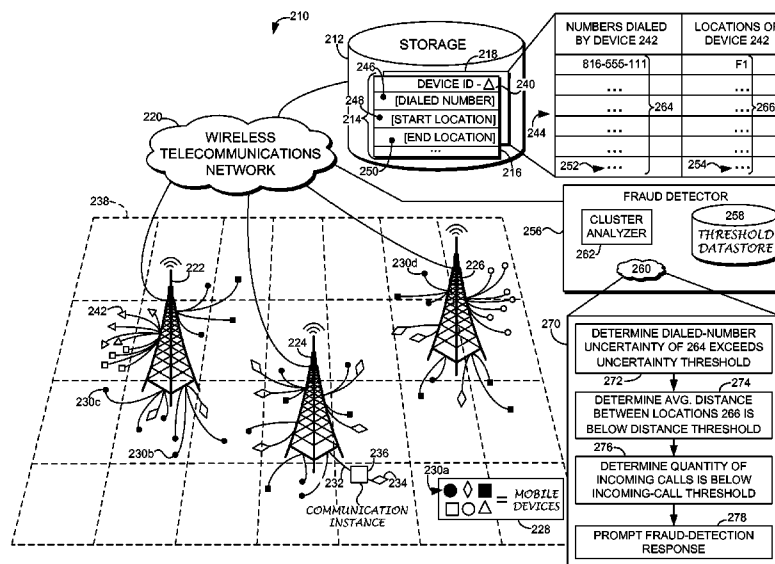 210
212
STORAGE
218
246
DEVICE ID - △
240
[DIALED NUMBER]
248
214
[START LOCATION]
[END LOCATION]
250
...
216
244
NUMBERS DIALED
BY DEVICE 242
LOCATIONS OF
DEVICE 242
816-555-111
F1
...
...
...
...
264
266
...
...
...
...
252
...
254
...
220
WIRELESS
TELECOMMUNICATIONS
NETWORK
238
FRAUD DETECTOR
256
CLUSTER
ANALYZER
262
258
THRESHOLD
DATASTORE
260
222
242
230d
226
224
230c
230b
232
236
234
COMMUNICATION
INSTANCE
230a
= MOBILE
DEVICES
228
270
DETERMINE DIALED-NUMBER
UNCERTAINTY OF 264 EXCEEDS
UNCERTAINTY THRESHOLD
272
274
DETERMINE AVG. DISTANCE
BETWEEN LOCATIONS 266 IS
BELOW DISTANCE THRESHOLD
276
DETERMINE QUANTITY OF
INCOMING CALLS IS BELOW
INCOMING-CALL THRESHOLD
278
PROMPT FRAUD-DETECTION
RESPONSE